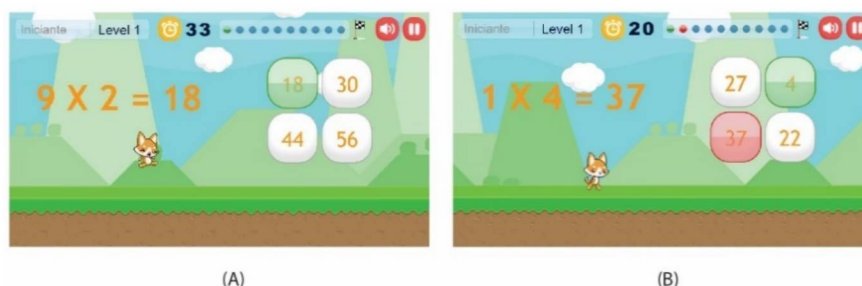 Iniciante Level 1 33
9 X 2 = 18
18 30
44 56
(A)
Iniciante Level 1 20
1 X 4 = 37
27 4
37 22
(B)